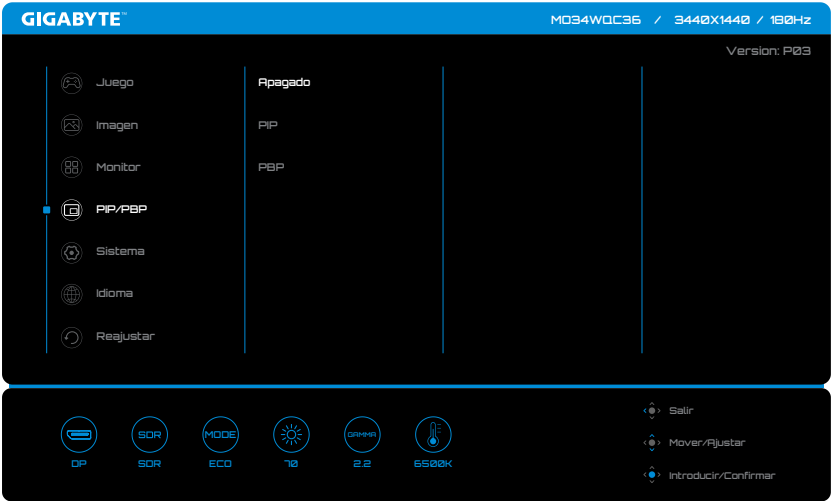 GIGABYTE™
MO34WQC36 / 3440X1440 / 180Hz
Version: P03
Juego
Apagado
Imagen
PIP
Monitor
PBP
PIP/PBP
Sistema
Idioma
Reajustar
Salir
SDR
MODE
GAMMA
Mover/Ajustar
DP
SDR
ECO
70
2.2
6500K
Introducir/Confirmar